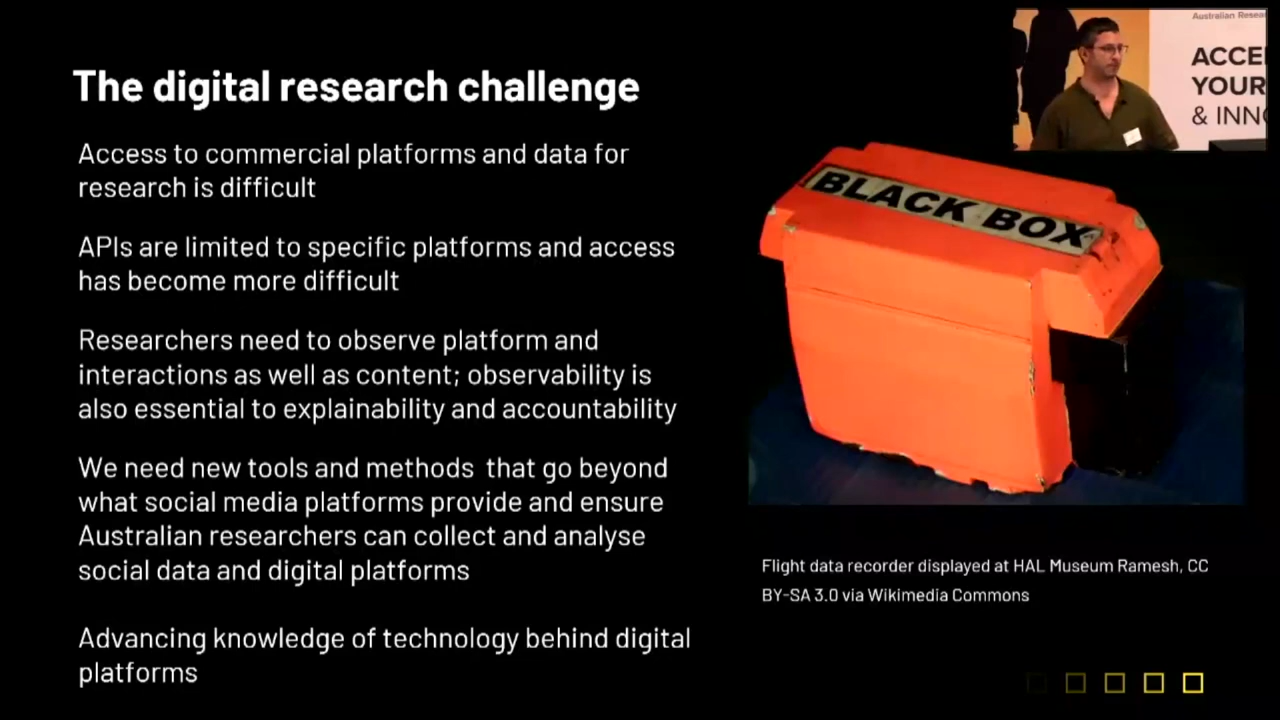 The digital research challenge
Access to commercial platforms and data for
research is difficult
APIs are limited to specific platforms and access
has become more difficult
Researchers need to observe platform and
interactions as well as content; observability is
also essential to explainability and accountability
We need new tools and methods  that go beyond
what social media platforms provide and ensure
Australian researchers can collect and analyse
social data and digital platforms
Advancing knowledge of technology behind digital
platforms
Australian Resear
ACCE
YOUR
& INNO
BLACK BOX
Flight data recorder displayed at HAL Museum Ramesh, CC
BY-SA 3.0 via Wikimedia Commons